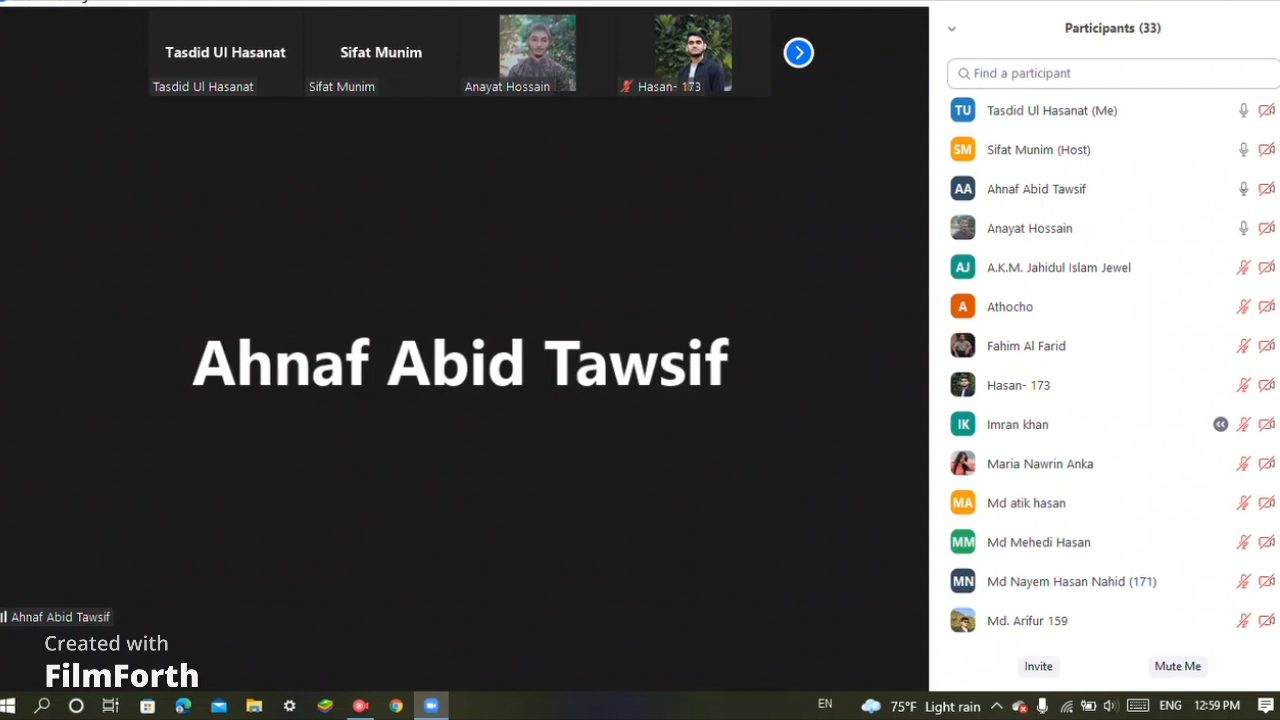 Tasdid Ul Hasanat
Sifat Munim
Tasdid Ul Hasanat
Sifat Munim
Anayat Hossain
Hasan- 173
Ahnaf Abid Tawsif
Ahnaf Abid Tawsif
Created with
FilmForth
Participants (33)
Find a participant
TU Tasdid Ul Hasanat (Me)
SM Sifat Munim (Host)
AA Ahnaf Abid Tawsif
Anayat Hossain
AJ A.K.M. Jahidul Islam Jewel
A Athocho
Fahim Al Farid
Hasan- 173
IK Imran khan
Maria Nawrin Anka
MA Md atik hasan
MM Md Mehedi Hasan
MN Md Nayem Hasan Nahid (171)
Md. Arifur 159
Invite Mute Me
EN 75°F Light rain ENG 12:59 PM